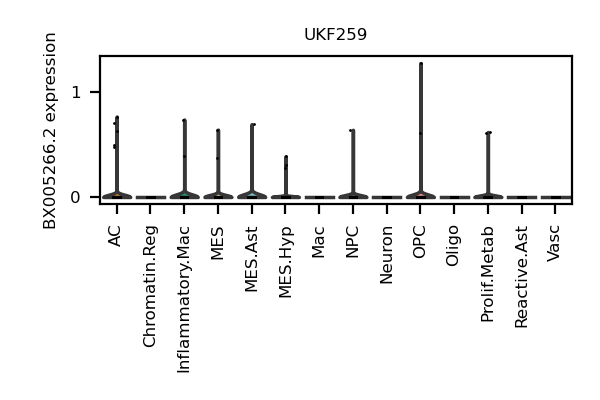 UKF259
BX005266.2 expression
1
0
AC
Chromatin.Reg
Inflammatory.Mac
MES
MES.Ast
MES.Hyp
Mac
NPC
Neuron
OPC
Oligo
Prolif.Metab
Reactive.Ast
Vasc